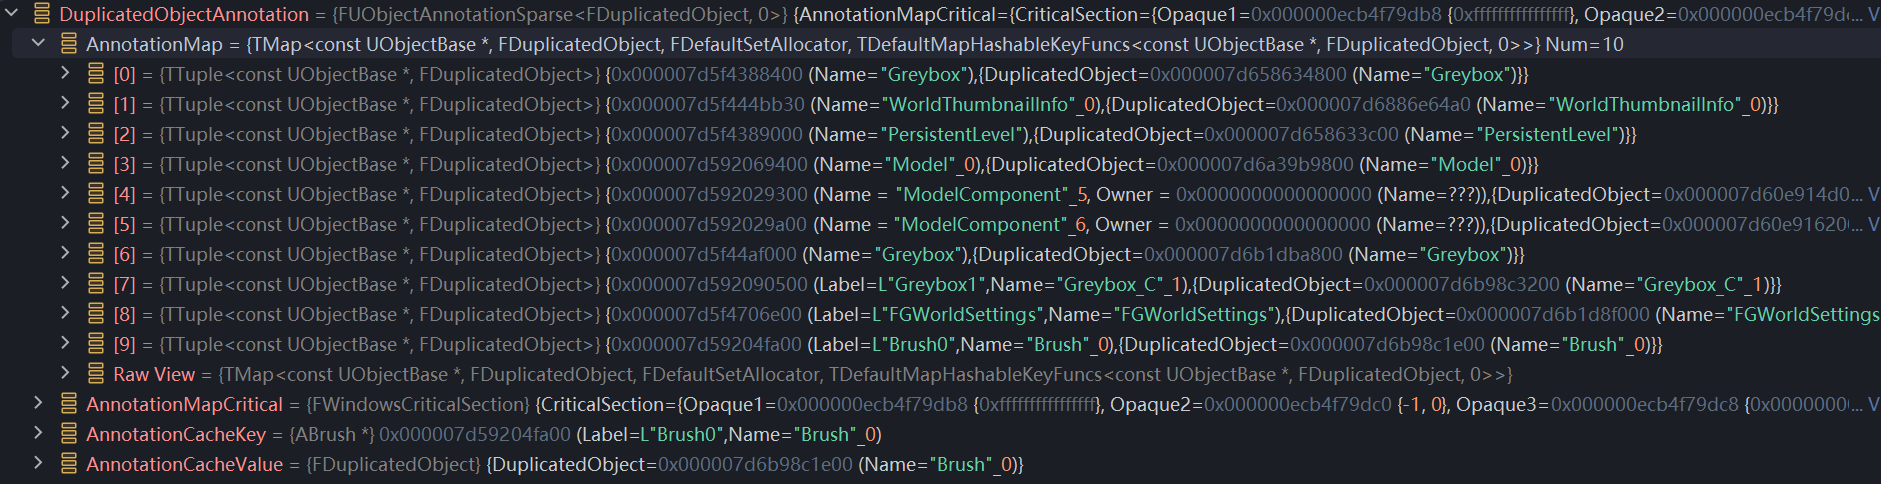 DuplicatedObjectAnnotation = {FUObjectAnnotationSparse<FDuplicatedObject, 0>} {AnnotationMapCritical={CriticalSection={Opaque1=0x000000ecb4f79db8 {0xffffffffffffffff}, Opaque2=0x000000ecb4f79d... V
AnnotationMap = {TMap<const UObjectBase *, FDuplicatedObject, FDefaultSetAllocator, TDefaultMapHashableKeyFuncs<const UObjectBase *, FDuplicatedObject, 0>>} Num=10
[0] = {TTuple<const UObjectBase *, FDuplicatedObject>} {0x000007d5f4388400 (Name="Greybox"),{DuplicatedObject=0x000007d658634800 (Name="Greybox")}}
[1] = {TTuple<const UObjectBase *, FDuplicatedObject>} {0x000007d5f444bb30 (Name="WorldThumbnailInfo"_0),{DuplicatedObject=0x000007d6886e64a0 (Name="WorldThumbnailInfo"_0)}}
[2] = {TTuple<const UObjectBase *, FDuplicatedObject>} {0x000007d5f4389000 (Name="PersistentLevel"),{DuplicatedObject=0x000007d658633c00 (Name="PersistentLevel")}}
[3] = {TTuple<const UObjectBase *, FDuplicatedObject>} {0x000007d592069400 (Name="Model"_0),{DuplicatedObject=0x000007d6a39b9800 (Name="Model"_0)}}
[4] = {TTuple<const UObjectBase *, FDuplicatedObject>} {0x000007d592029300 (Name = "ModelComponent"_5, Owner = 0x0000000000000000 (Name=???)),{DuplicatedObject=0x000007d60e914d0... V
[5] = {TTuple<const UObjectBase *, FDuplicatedObject>} {0x000007d592029a00 (Name = "ModelComponent"_6, Owner = 0x0000000000000000 (Name=???)),{DuplicatedObject=0x000007d60e91620... V
[6] = {TTuple<const UObjectBase *, FDuplicatedObject>} {0x000007d5f44af000 (Name="Greybox"),{DuplicatedObject=0x000007d6b1dba800 (Name="Greybox")}}
[7] = {TTuple<const UObjectBase *, FDuplicatedObject>} {0x000007d592090500 (Label=L"Greybox1",Name="Greybox_C"_1),{DuplicatedObject=0x000007d6b98c3200 (Name="Greybox_C"_1)}}
[8] = {TTuple<const UObjectBase *, FDuplicatedObject>} {0x000007d5f4706e00 (Label=L"FGWorldSettings",Name="FGWorldSettings"),{DuplicatedObject=0x000007d6b1d8f000 (Name="FGWorldSettings
[9] = {TTuple<const UObjectBase *, FDuplicatedObject>} {0x000007d59204fa00 (Label=L"Brush0",Name="Brush"_0),{DuplicatedObject=0x000007d6b98c1e00 (Name="Brush"_0)}}
Raw View = {TMap<const UObjectBase *, FDuplicatedObject, FDefaultSetAllocator, TDefaultMapHashableKeyFuncs<const UObjectBase *, FDuplicatedObject, 0>>}
AnnotationMapCritical = {FWindowsCriticalSection} {CriticalSection={Opaque1=0x000000ecb4f79db8 {0xffffffffffffffff}, Opaque2=0x000000ecb4f79dc0 {-1, 0}, Opaque3=0x000000ecb4f79dc8 {0x0000000... V
AnnotationCacheKey = {ABrush *} 0x000007d59204fa00 (Label=L"Brush0",Name="Brush"_0)
AnnotationCacheValue = {FDuplicatedObject} {DuplicatedObject=0x000007d6b98c1e00 (Name="Brush"_0)}